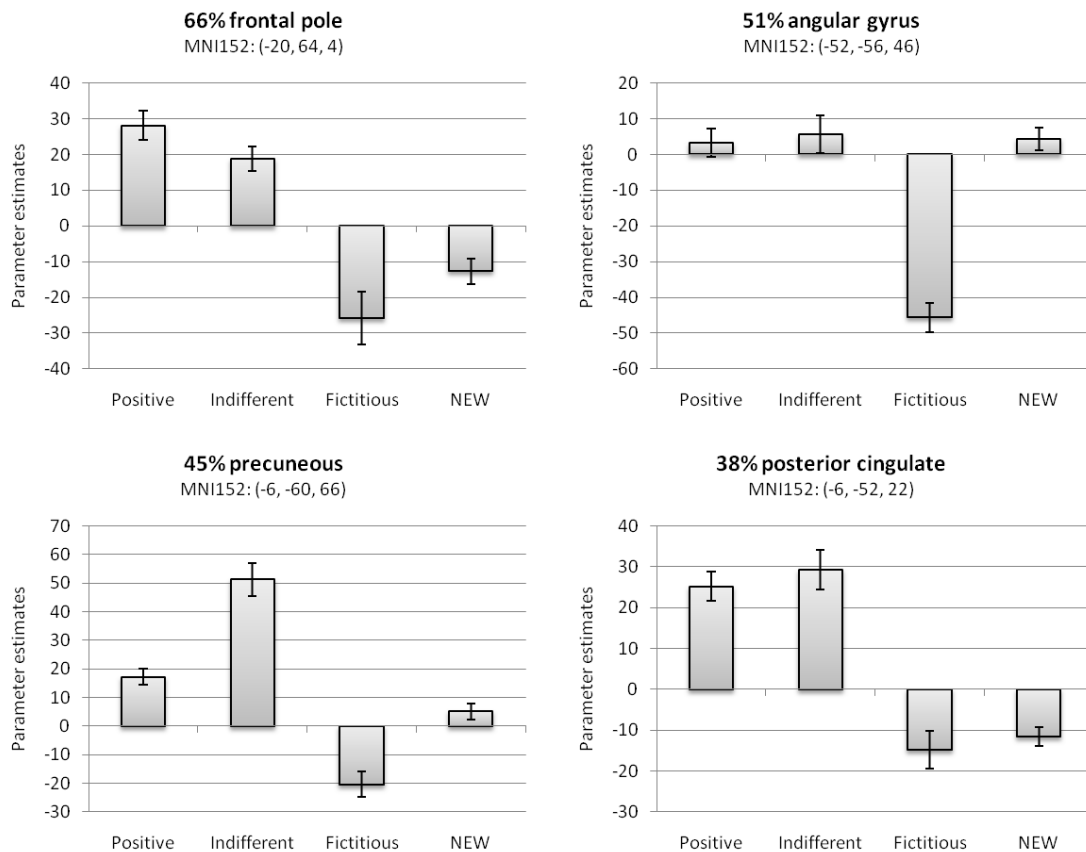 66% frontal pole
MNI152: (-20, 64, 4)
Parameter estimates
40
30
20
10
0
-10
-20
-30
-40
Positive Indifferent Fictitious NEW
51% angular gyrus
MNI152: (-52, -56, 46)
Parameter estimates
20
10
0
-10
-20
-30
-40
-50
-60
Positive Indifferent Fictitious NEW
45% precuneous
MNI152: (-6, -60, 66)
Parameter estimates
70
60
50
40
30
20
10
0
-10
-20
-30
Positive Indifferent Fictitious NEW
38% posterior cingulate
MNI152: (-6, -52, 22)
Parameter estimates
40
30
20
10
0
-10
-20
-30
Positive Indifferent Fictitious NEW